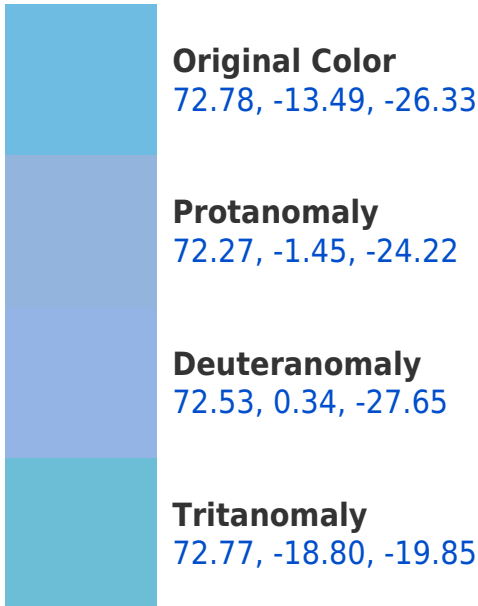 Original Color
72.78, -13.49, -26.33
Protanomaly
72.27, -1.45, -24.22
Deuteranomaly
72.53, 0.34, -27.65
Tritanomaly
72.77, -18.80, -19.85